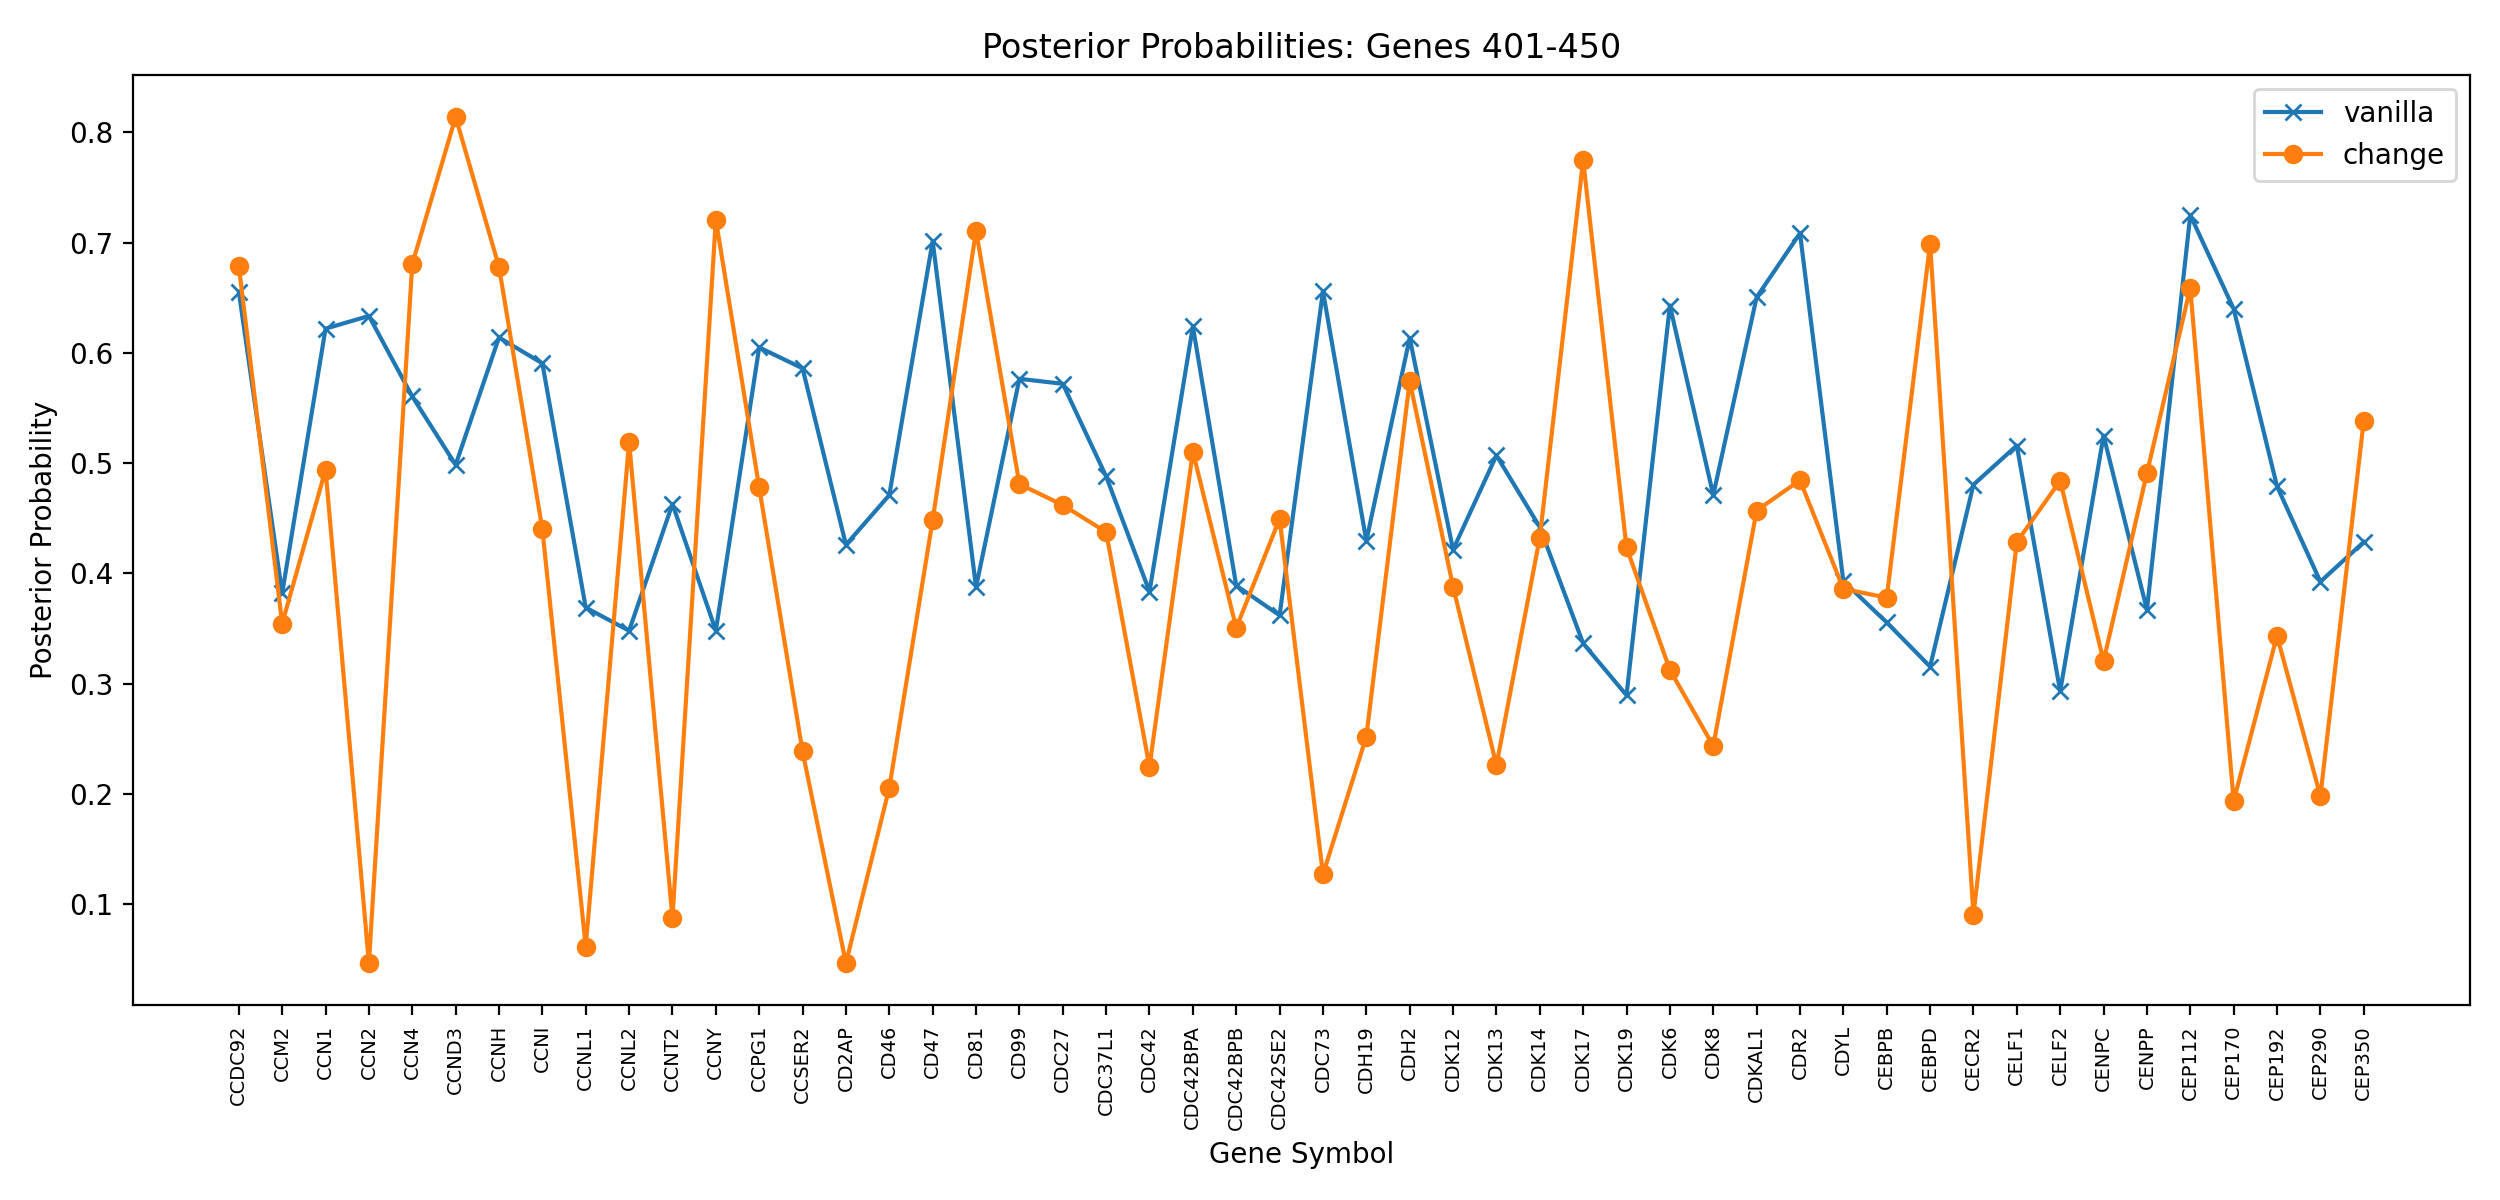 Posterior Probabilities: Genes 401-450
vanilla
change
Posterior Probability
0.8
0.7
0.6
0.5
0.4
0.3
0.2
0.1
CCDC92
CCM2
CCN1
CCN2
CCN4
CCND3
CCNH
CCNI
CCNL1
CCNL2
CCNT2
CCNY
CCPG1
CCSER2
CD2AP
CD46
CD47
CD81
CD99
CDC27
CDC37L1
CDC42
CDC42BPA
CDC42BPB
CDC42SE2
CDC73
CDH19
CDH2
CDK12
CDK13
CDK14
CDK17
CDK19
CDK6
CDK8
CDKAL1
CDR2
CDYL
CEBPB
CEBPD
CECR2
CELF1
CELF2
CENPC
CENPP
CEP112
CEP170
CEP192
CEP290
CEP350
Gene Symbol